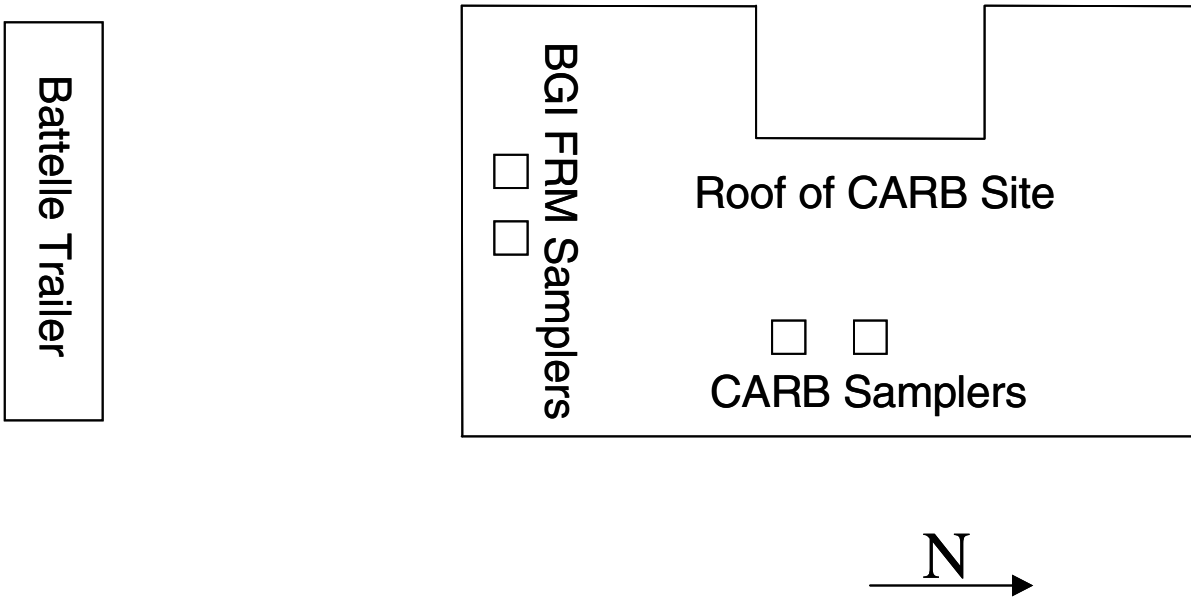 Battelle Trailer
BGI FRM Samplers
Roof of CARB Site
CARB Samplers
N